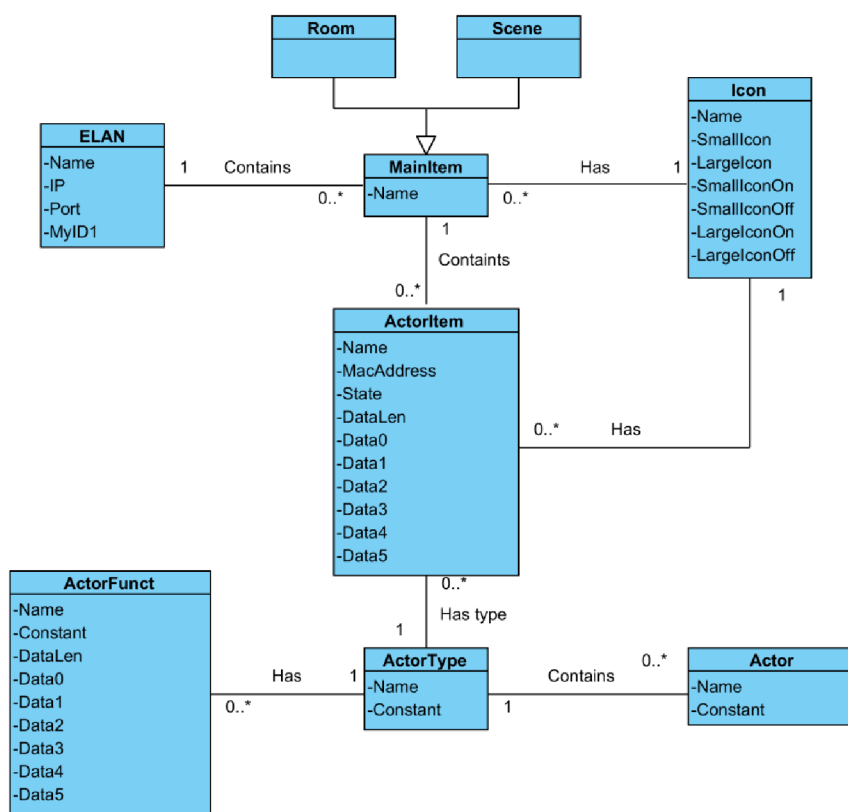 Room
Scene
Icon
-Name
-SmallIcon
-LargeIcon
-SmallIconOn
-SmallIconOff
-LargeIconOn
-LargeIconOff
ELAN
-Name
-IP
-Port
-MyID1
1
Contains
0..*
MainItem
-Name
Has
1
0..*
1
Containts
0..*
1
ActorItem
-Name
-MacAddress
-State
-DataLen
-Data0
-Data1
-Data2
-Data3
-Data4
-Data5
0..*
Has
0..*
Has type
1
ActorFunct
-Name
-Constant
-DataLen
-Data0
-Data1
-Data2
-Data3
-Data4
-Data5
Has
1
0..*
ActorType
-Name
-Constant
Contains
0..*
1
Actor
-Name
-Constant